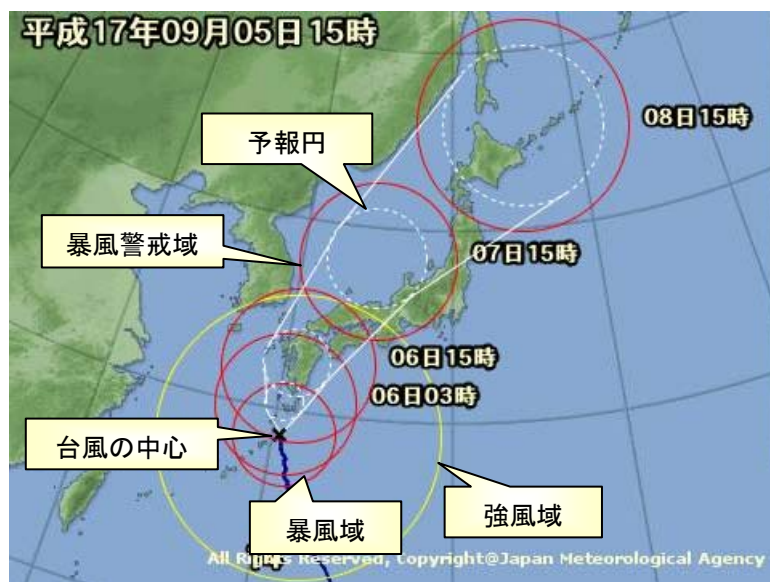 平成17年09月05日15時
予報円
08日15時
暴風警戒域
07日15時
06日15時
06日03時
台風の中心
暴風域
強風域
All Rights Reserved, Copyright@Japan Meteorological Agency